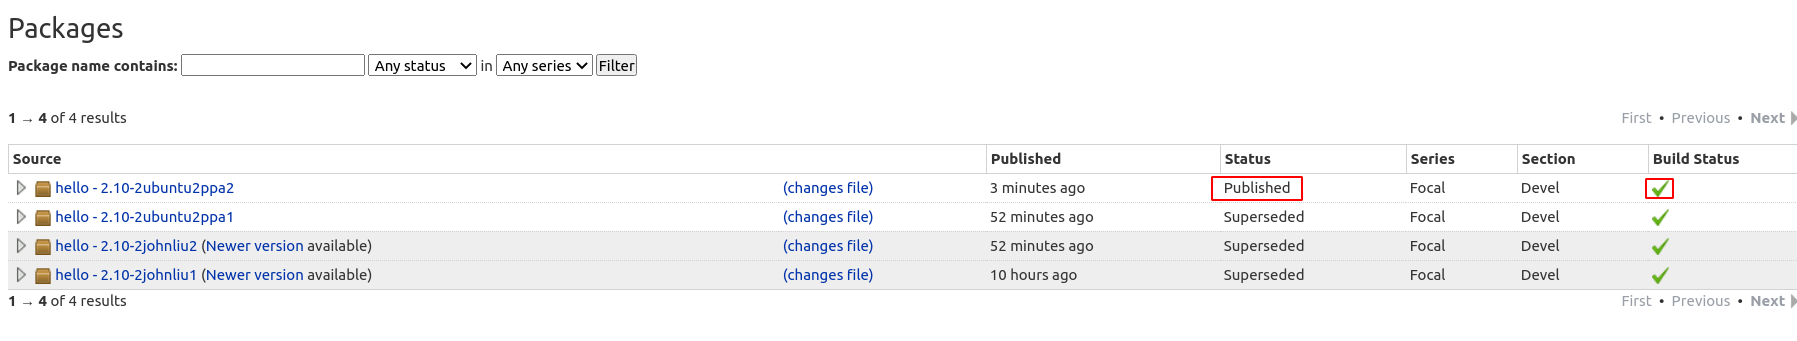 Packages
Package name contains: Any status in Any series Filter
1 → 4 of 4 results First • Previous • Next
Source Published Status Series Section Build Status
hello - 2.10-2ubuntu2ppa2 (changes file) 3 minutes ago Published Focal Devel
hello - 2.10-2ubuntu2ppa1 (changes file) 52 minutes ago Superseded Focal Devel
hello - 2.10-2johnliu2 (Newer version available) (changes file) 52 minutes ago Superseded Focal Devel
hello - 2.10-2johnliu1 (Newer version available) (changes file) 10 hours ago Superseded Focal Devel
1 → 4 of 4 results First • Previous • Next